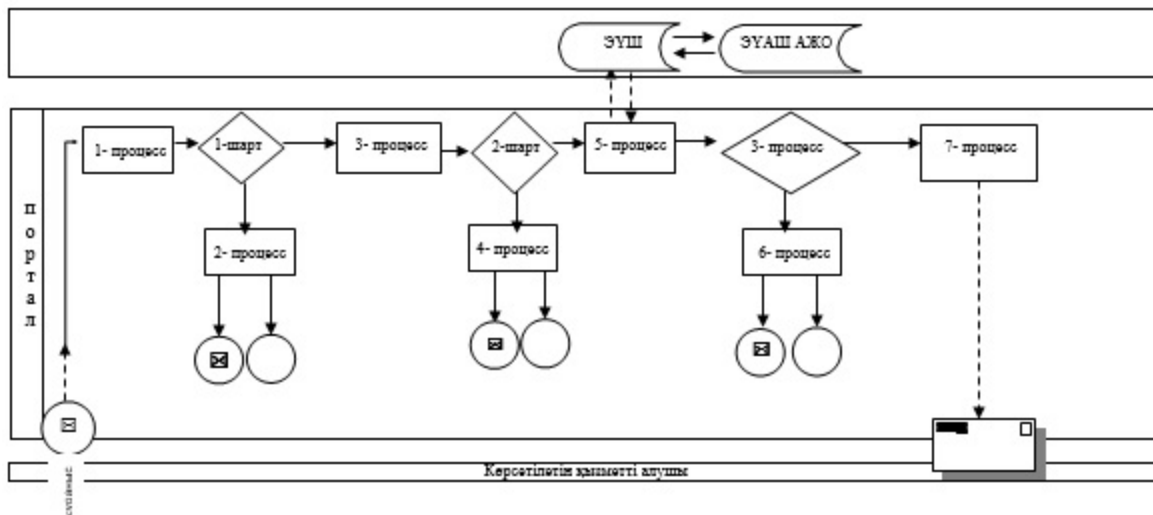 ЭҮШ
ЭҮАШ АЖО
портал
1- процесс
1-шарт
3- процесс
2-шарт
5- процесс
3- процесс
7- процесс
2- процесс
4- процесс
6- процесс
Көрсетілетін қызметті алушы